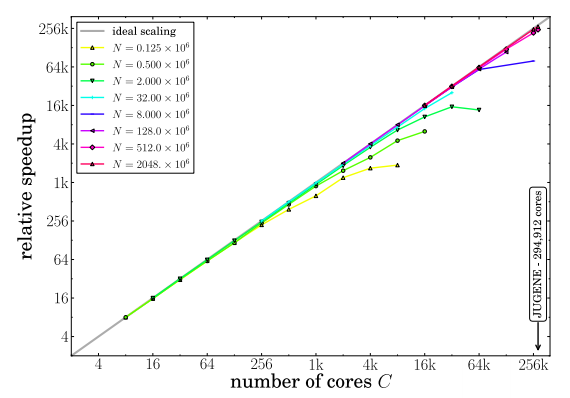 256k
64k
16k
4k
1k
256
64
16
4
relative speedup
ideal scaling
N = 0.125 × 10⁶
N = 0.500 × 10⁶
N = 2.000 × 10⁶
N = 32.00 × 10⁶
N = 8.000 × 10⁶
N = 128.0 × 10⁶
N = 512.0 × 10⁶
N = 2048. × 10⁶
JUGENE - 294,912 cores
4 16 64 256 1k 4k 16k 64k 256k
number of cores C